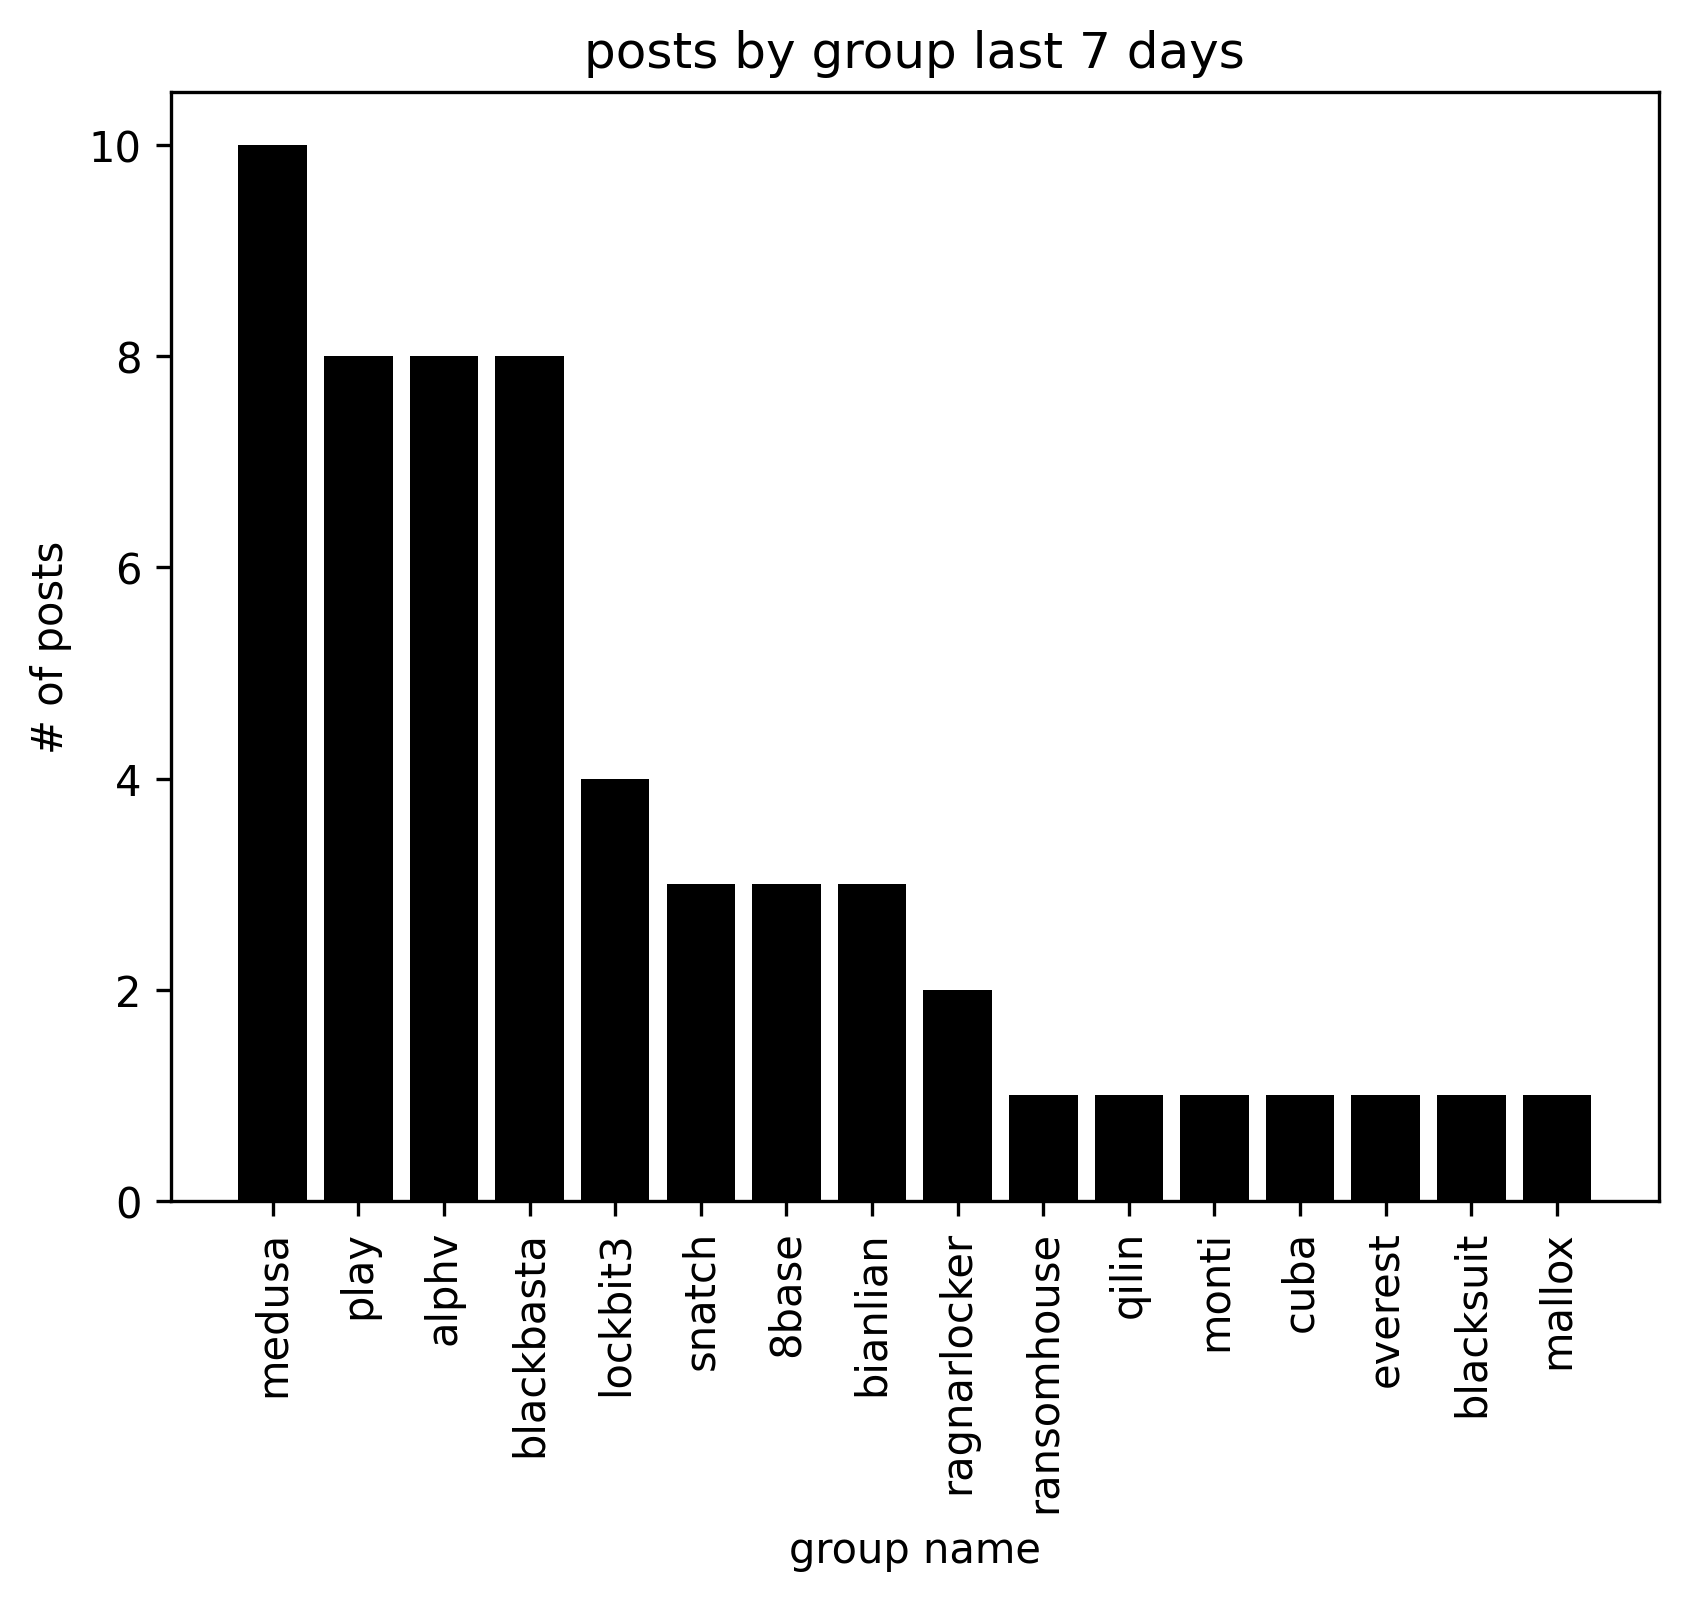 posts by group last 7 days
# of posts
10
8
6
4
2
0
medusa
play
alphv
blackbasta
lockbit3
snatch
8base
bianlian
ragnarlocker
ransomhouse
qilin
monti
cuba
everest
blacksuit
mallox
group name